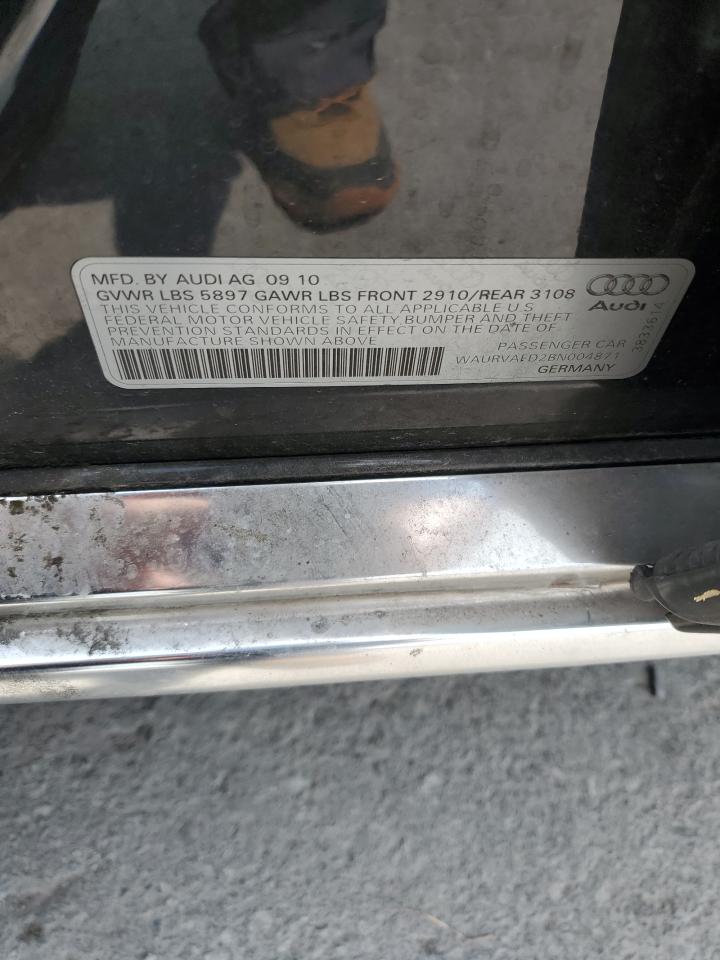 MFD. BY AUDI AG 09 10
GVWR LBS 5897 GAWR LBS FRONT 2910/REAR 3108
THIS VEHICLE CONFORMS TO ALL APPLICABLE U S
FEDERAL MOTOR VEHICLE SAFETY, BUMPER AND THEFT
PREVENTION STANDARDS IN EFFECT ON THE DATE OF
MANUFACTURE SHOWN ABOVE
PASSENGER CAR
WAURVAED2BN004871
GERMANY
Audi
3833614